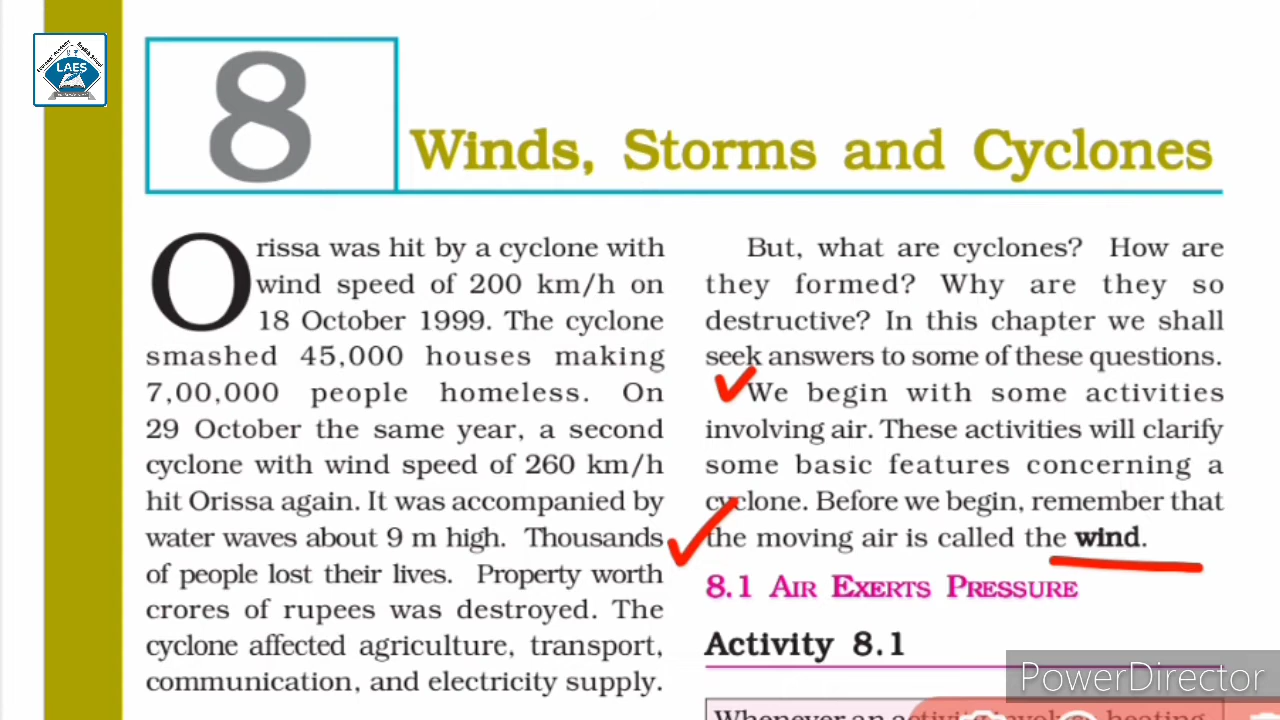 LAES
8
Winds, Storms and Cyclones
Orissa was hit by a cyclone with
wind speed of 200 km/h on
18 October 1999. The cyclone
smashed 45,000 houses making
7,00,000 people homeless. On
29 October the same year, a second
cyclone with wind speed of 260 km/h
hit Orissa again. It was accompanied by
water waves about 9 m high. Thousands
of people lost their lives. Property worth
crores of rupees was destroyed. The
cyclone affected agriculture, transport,
communication, and electricity supply.
But, what are cyclones? How are
they formed? Why are they so
destructive? In this chapter we shall
seek answers to some of these questions.
We begin with some activities
involving air. These activities will clarify
some basic features concerning a
cyclone. Before we begin, remember that
the moving air is called the wind.
8.1 AIR EXERTS PRESSURE
Activity 8.1
Whenever an activity heating
PowerDirector